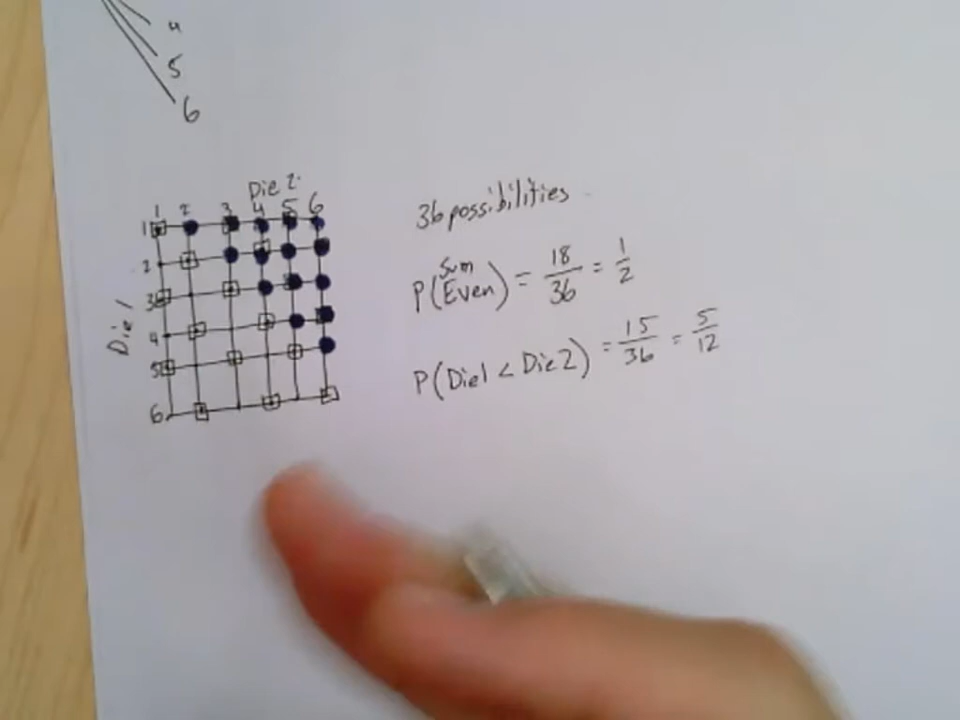 4
5
6
Die 2
1 2 3 4 5 6
1
2
3
4
5
6
Die 1
36 possibilities
P(Sum Even) = 18/36 = 1/2
P(Die1 < Die2) = 15/36 = 5/12